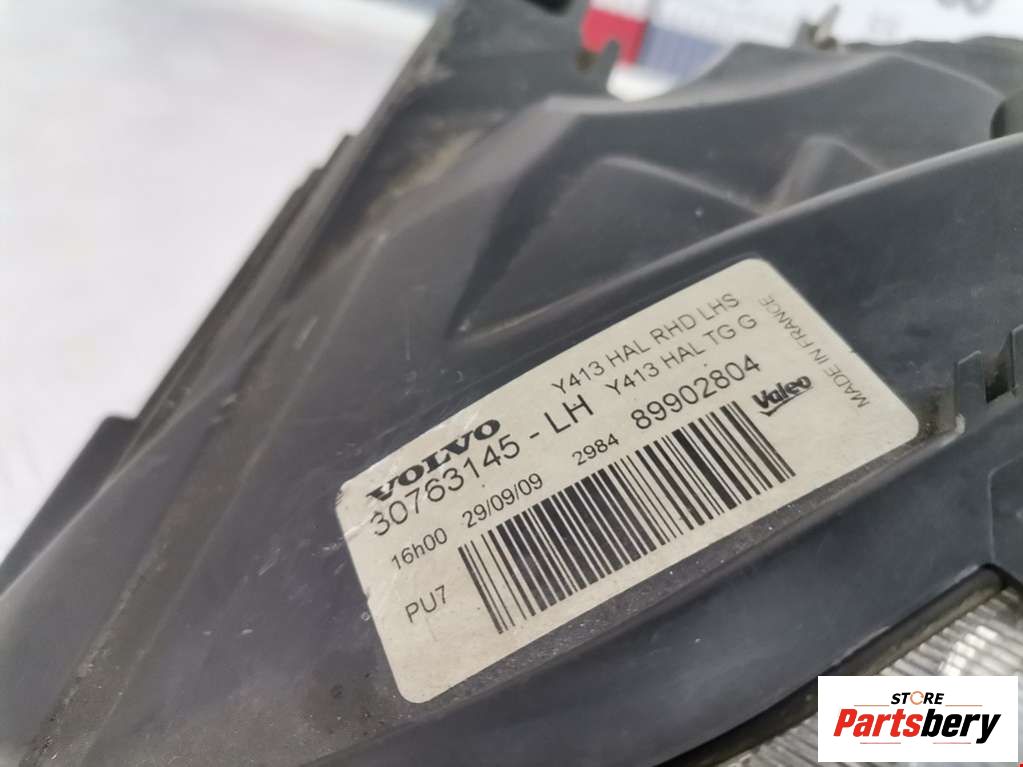 VOLVO
Y413 HAL RHD LHS
30763145 - LH Y413 HAL TG G
16h00 29/09/09 2984 89902804
PU7
Valeo
MADE IN FRANCE
STORE
Partsbery